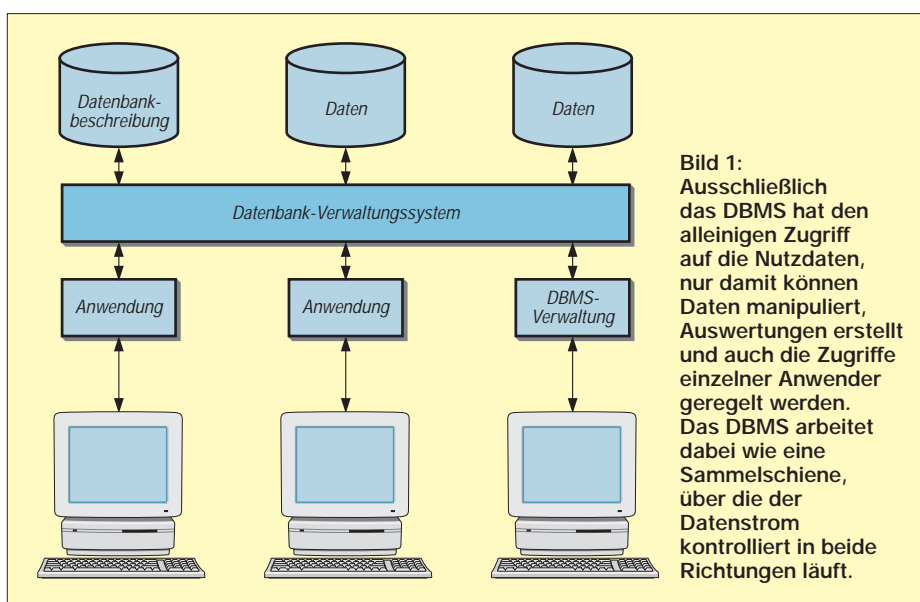 Datenbank-
beschreibung
Daten
Daten
Datenbank-Verwaltungssystem
Anwendung
Anwendung
DBMS-
Verwaltung
Bild 1:
Ausschließlich
das DBMS hat den
alleinigen Zugriff
auf die Nutzdaten,
nur damit können
Daten manipuliert,
Auswertungen erstellt
und auch die Zugriffe
einzelner Anwender
geregelt werden.
Das DBMS arbeitet
dabei wie eine
Sammelschiene,
über die der
Datenstrom
kontrolliert in beide
Richtungen läuft.